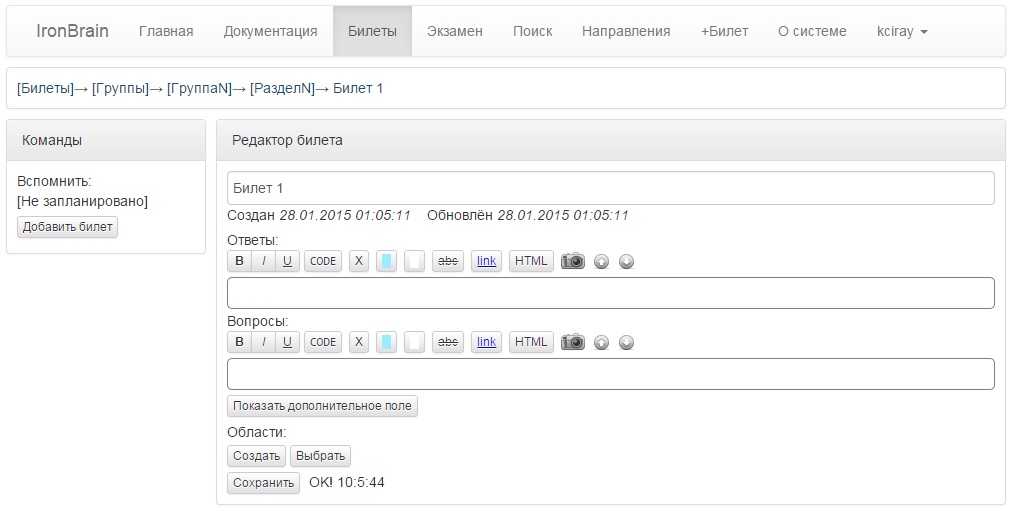 IronBrain Главная Документация Билеты Экзамен Поиск Направления +Билет О системе kciray
[Билеты]→ [Группы]→ [ГруппаN]→ [РазделN]→ Билет 1
Команды
Вспомнить:
[Не запланировано]
Добавить билет
Редактор билета
Билет 1
Создан 28.01.2015 01:05:11 Обновлён 28.01.2015 01:05:11
Ответы:
B I U CODE X abc link HTML
Вопросы:
B I U CODE X abc link HTML
Показать дополнительное поле
Области:
Создать Выбрать
Сохранить OK! 10:5:44